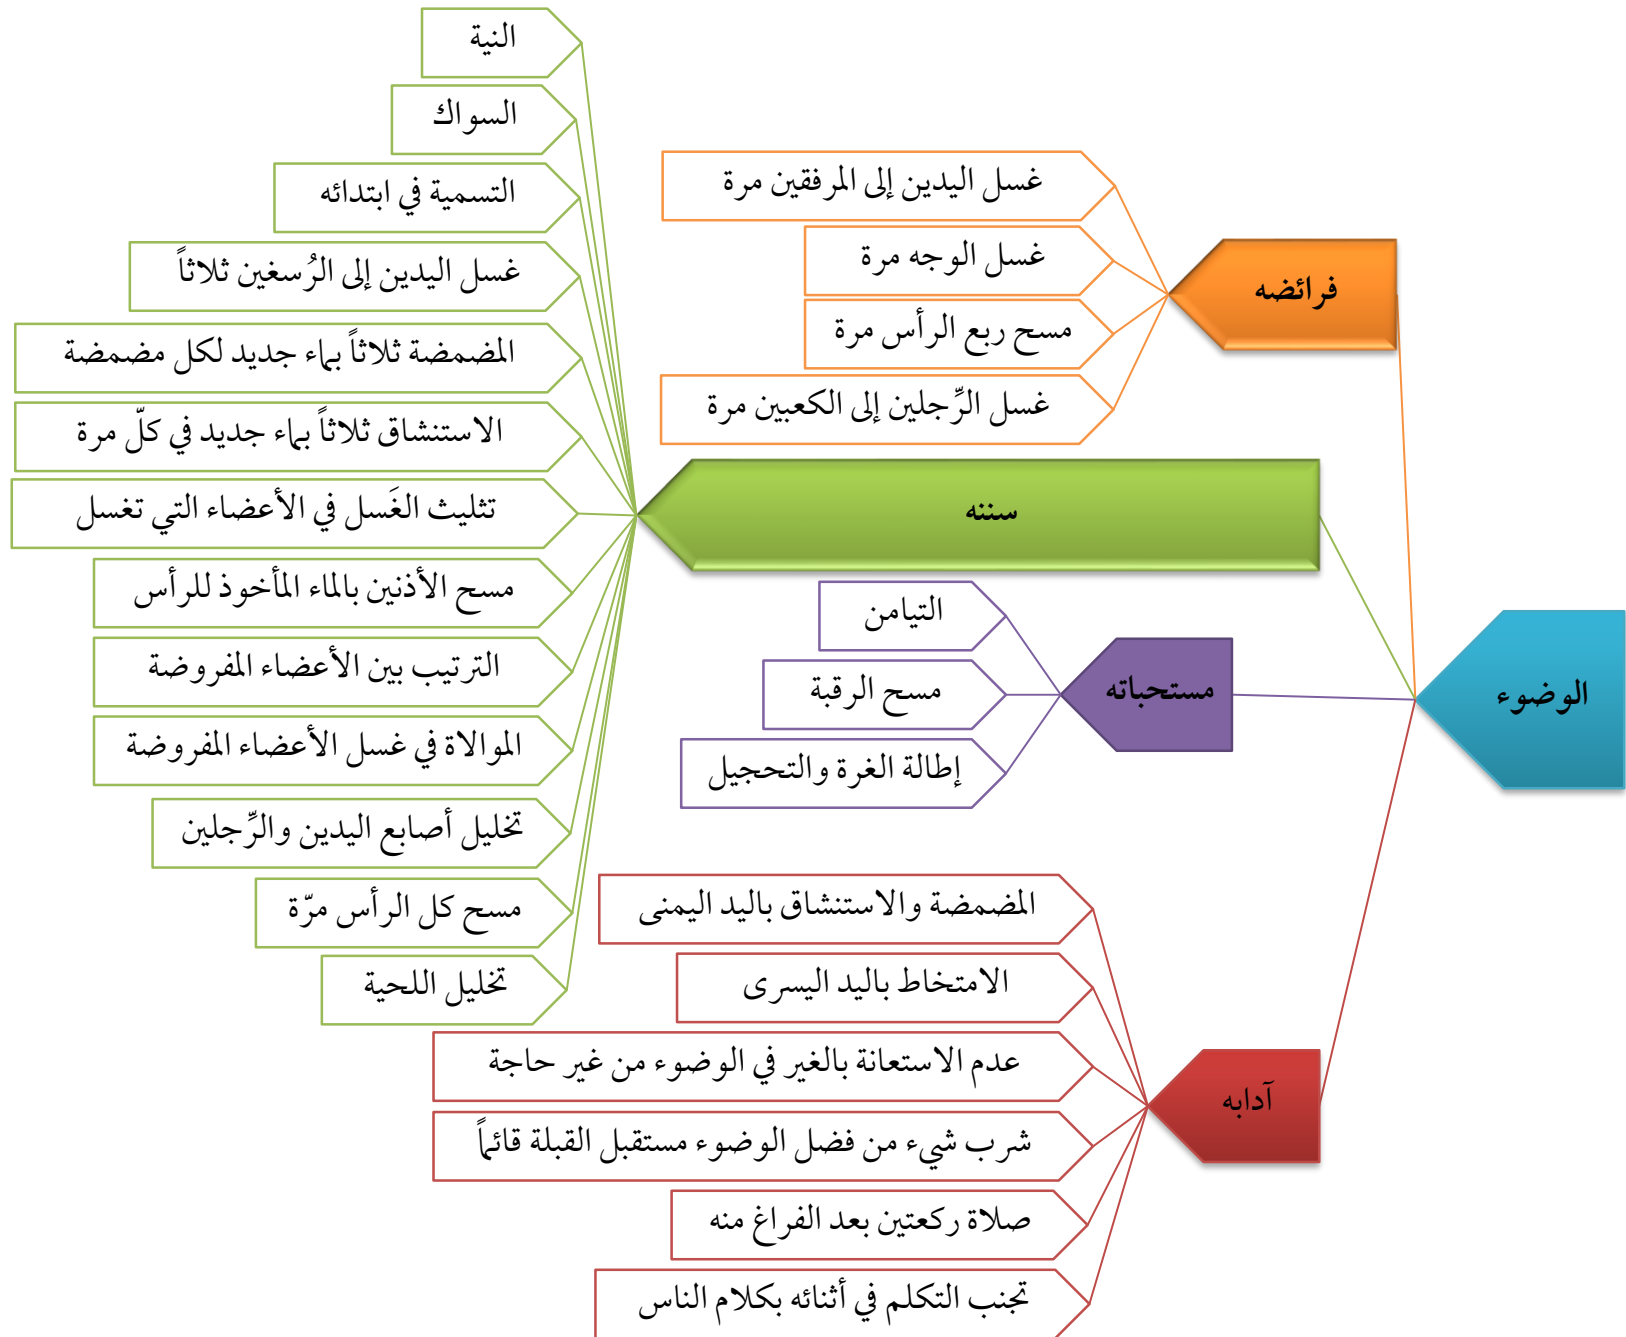 الوضوء
فرائضه
غسل اليدين إلى المرفقين مرة
غسل الوجه مرة
مسح ربع الرأس مرة
غسل الرِّجلين إلى الكعبين مرة
سننه
النية
السواك
التسمية في ابتدائه
غسل اليدين إلى الرُسغين ثلاثاً
المضمضة ثلاثاً بماء جديد لكل مضمضة
الاستنشاق ثلاثاً بماء جديد في كلّ مرة
تثليث الغَسل في الأعضاء التي تغسل
مسح الأذنين بالماء المأخوذ للرأس
الترتيب بين الأعضاء المفروضة
الموالاة في غسل الأعضاء المفروضة
تخليل أصابع اليدين والرِّجلين
مسح كل الرأس مرّة
تخليل اللحية
مستحباته
التيامن
مسح الرقبة
إطالة الغرة والتحجيل
آدابه
المضمضة والاستنشاق باليد اليمنى
الامتخاط باليد اليسرى
عدم الاستعانة بالغير في الوضوء من غير حاجة
شرب شيء من فضل الوضوء مستقبل القبلة قائماً
صلاة ركعتين بعد الفراغ منه
تجنب التكلم في أثنائه بكلام الناس